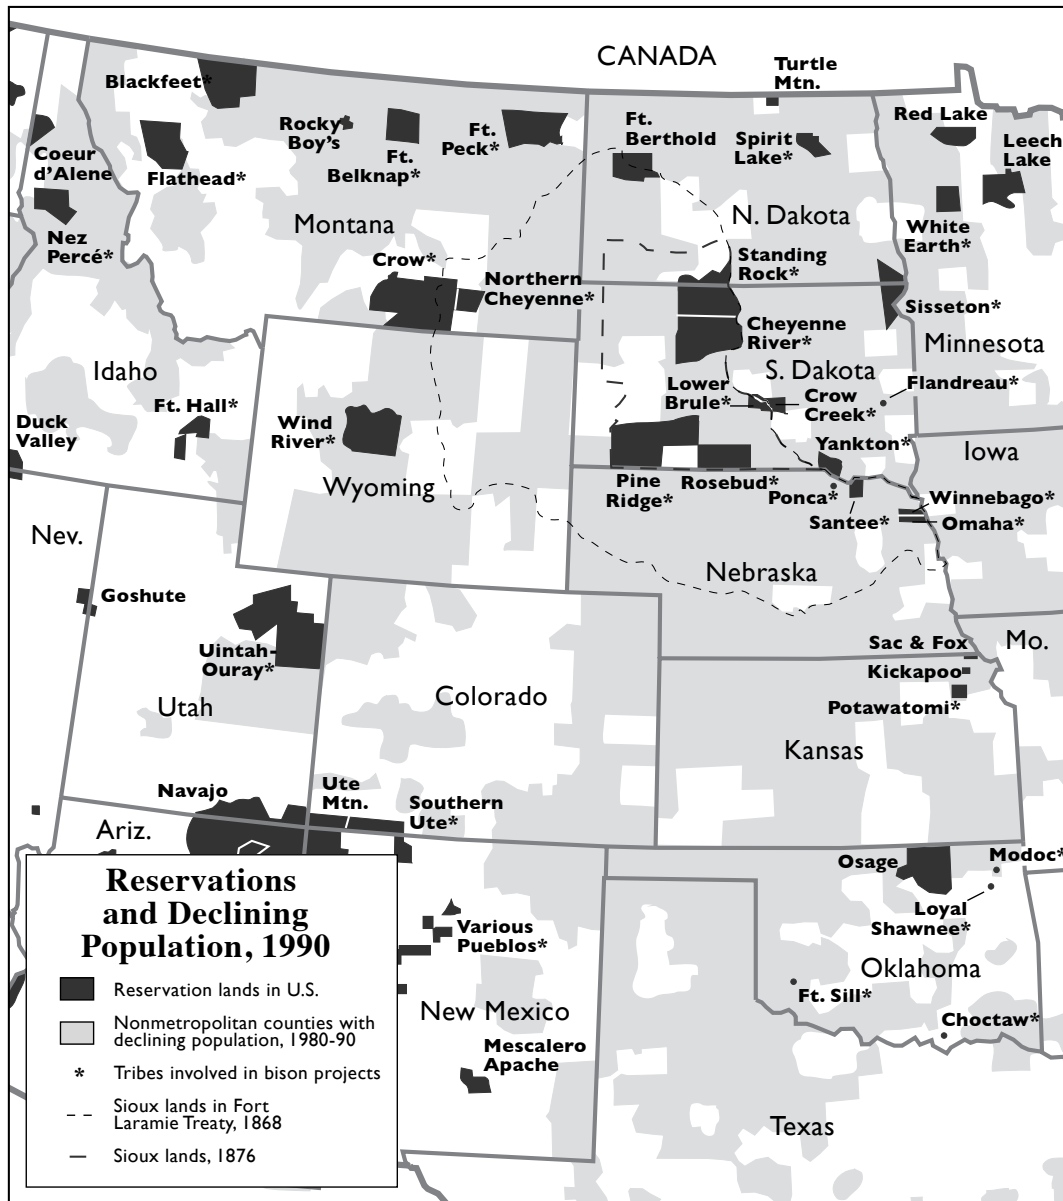 CANADA
Turtle
Mtn.
Blackfeet*
Rocky
Boy's
Ft.
Belknap*
Ft.
Peck*
Ft.
Berthold
Spirit
Lake*
Red Lake
Leech
Lake
Coeur
d'Alene
Flathead*
Nez
Percé*
Montana
N. Dakota
White
Earth*
Crow*
Northern
Cheyenne*
Standing
Rock*
Sisseton*
Cheyenne
River*
Minnesota
Idaho
S. Dakota
Lower
Brule*
Crow
Creek*
Flandreau*
Duck
Valley
Ft. Hall*
Wind
River*
Yankton*
Iowa
Wyoming
Pine
Ridge*
Rosebud*
Ponca*
Santee*
Winnebago*
Omaha*
Nev.
Nebraska
Goshute
Uintah-
Ouray*
Sac & Fox
Mo.
Kickapoo
Potawatomi*
Utah
Colorado
Kansas
Navajo
Ute
Mtn.
Southern
Ute*
Ariz.
Osage
Modoc*
Loyal
Shawnee*
Various
Pueblos*
Oklahoma
Ft. Sill*
New Mexico
Choctaw*
Mescalero
Apache
Texas
Reservations
and Declining
Population, 1990
Reservation lands in U.S.
Nonmetropolitan counties with
declining population, 1980-90
* Tribes involved in bison projects
Sioux lands in Fort
Laramie Treaty, 1868
Sioux lands, 1876